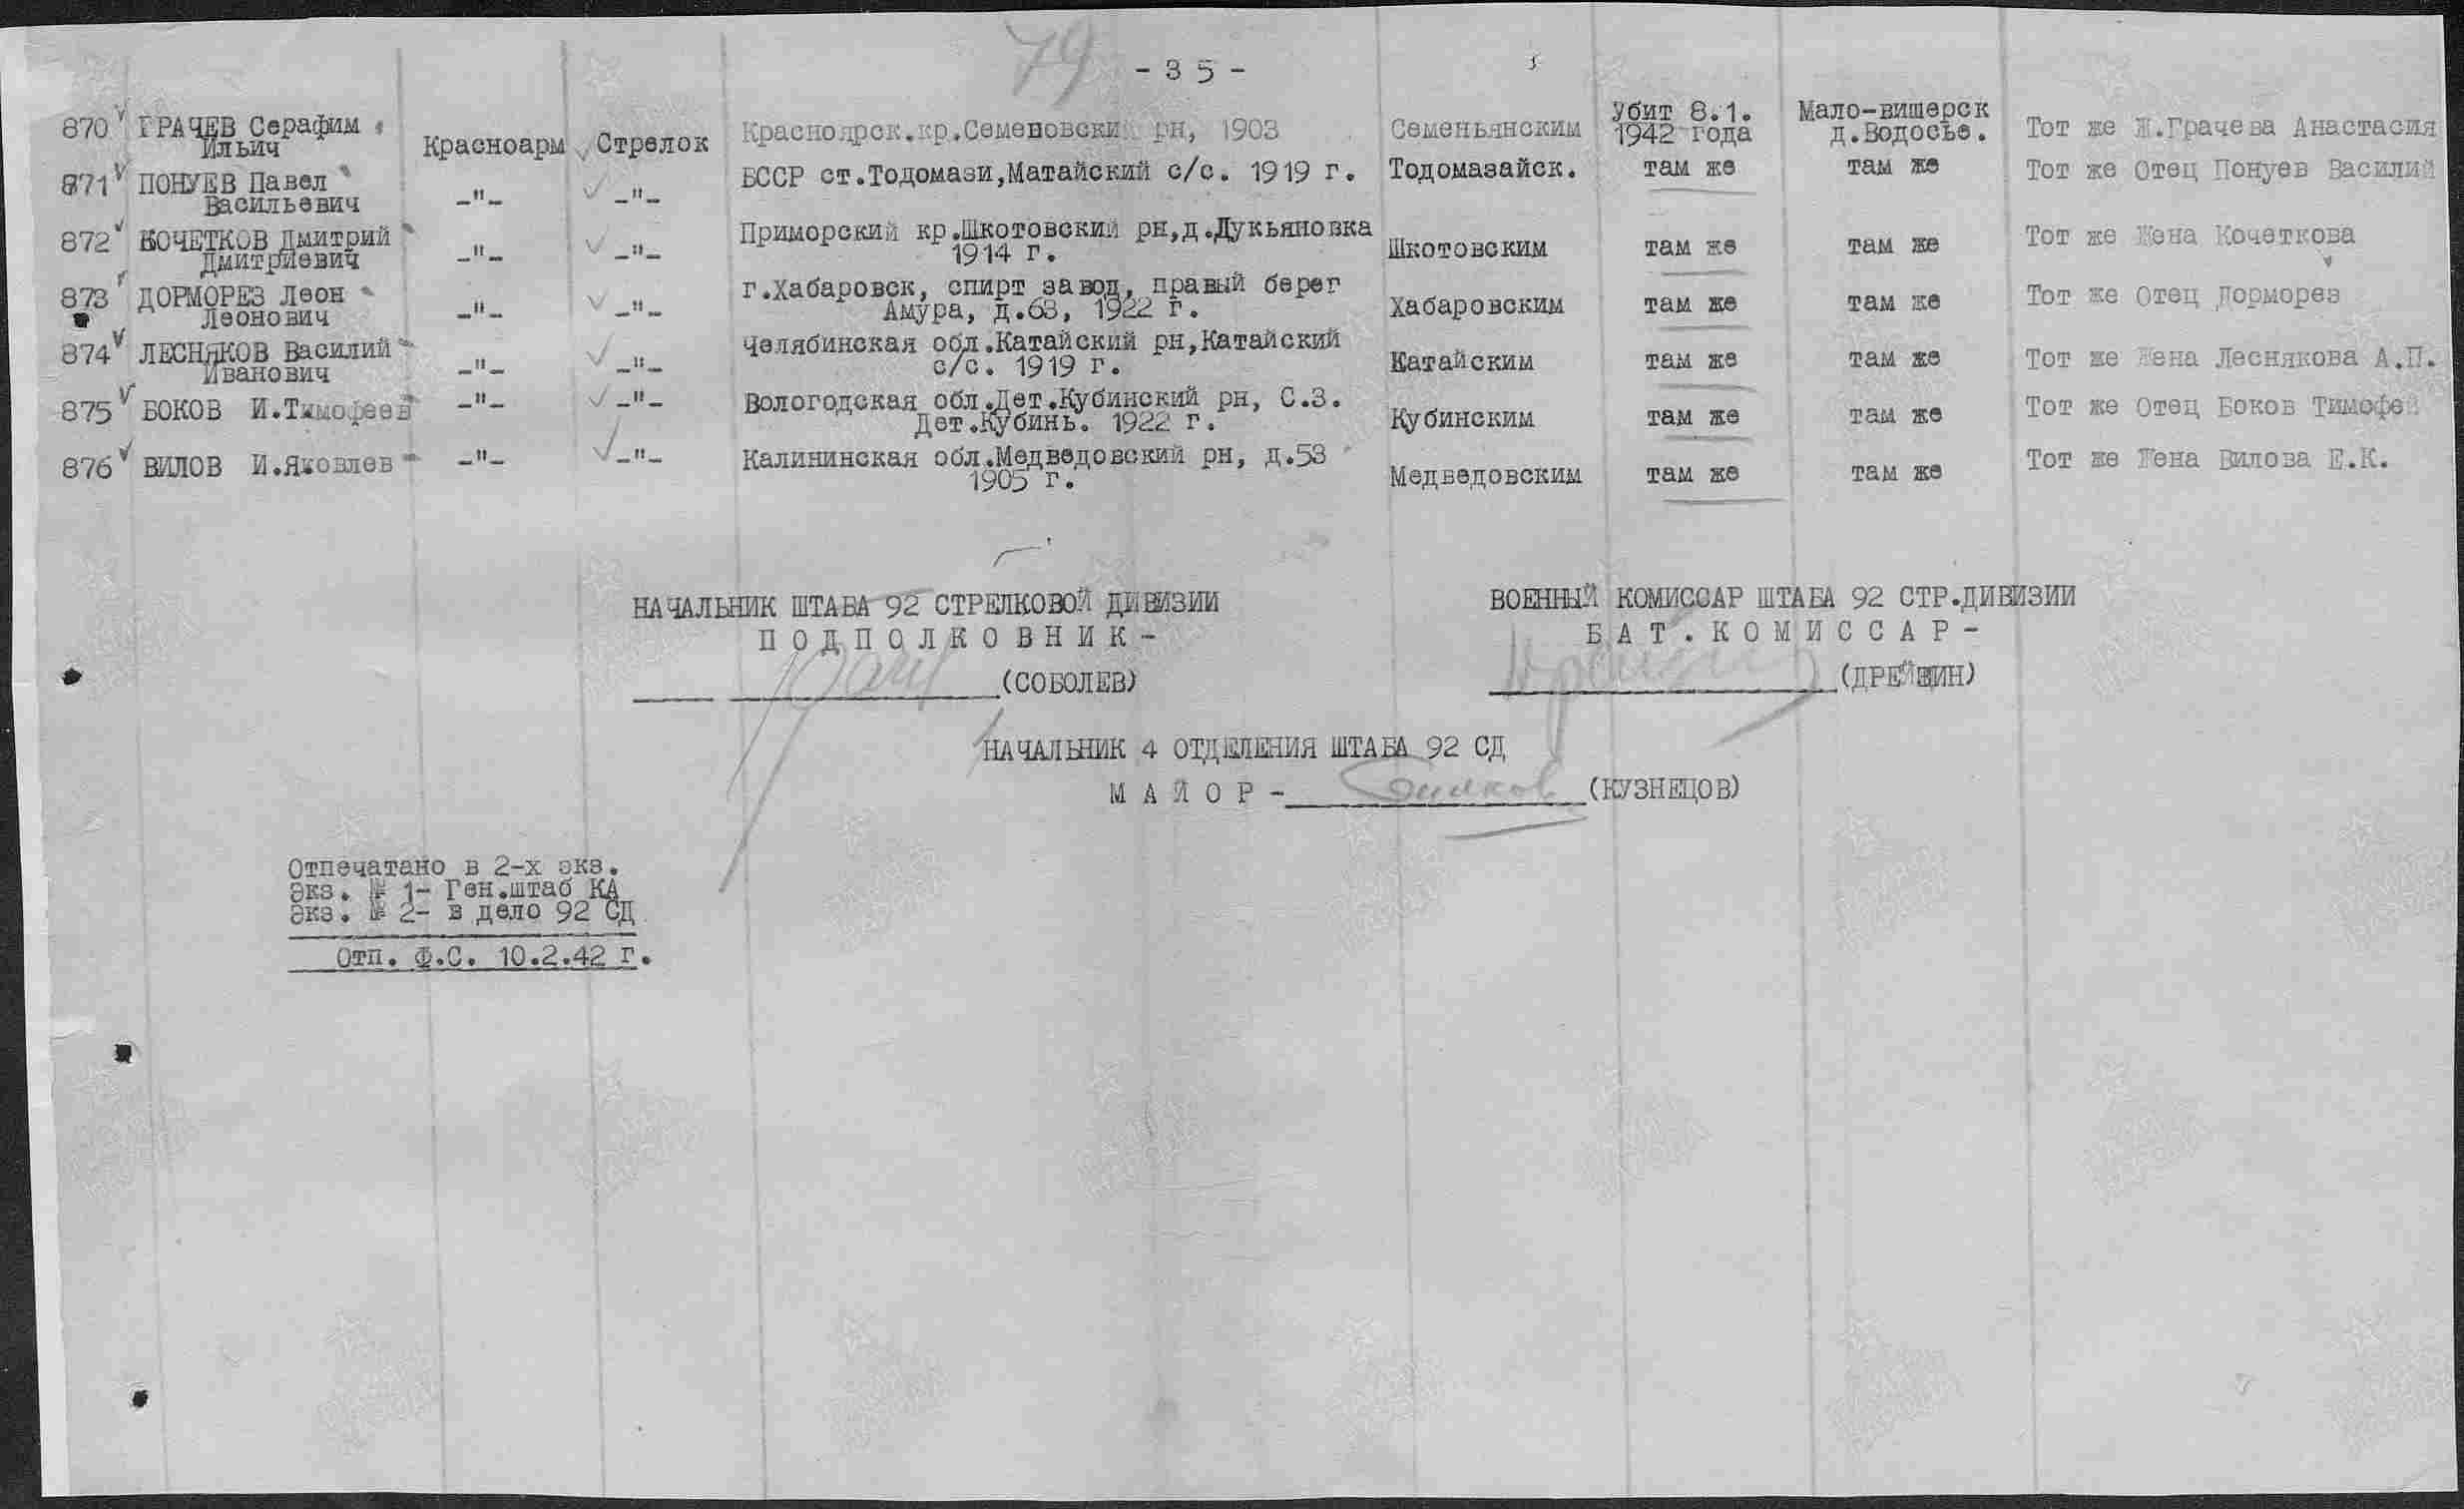 79
- 35 -
870 ГРАЧЕВ Серафим Ильич Красноарм Стрелок Красноярск.кр.Семеновский рн, 1903 Семеньянским Убит 8.1. 1942 года Мало-вишерск д.Водосье. Тот же Ж.Грачева Анастасия
871 ПОНУЕВ Павел Васильевич -"- -"- БССР ст.Тодомази,Матайский с/с. 1919 г. Тодомазайск. там же там же Тот же Отец Понуев Василий
872 КОЧЕТКОВ Дмитрий Дмитриевич -"- -"- Приморский кр.Шкотовский рн,д.Лукьяновка 1914 г. Шкотовским там же там же Тот же Жена Кочеткова
873 ДОРМОРЕЗ Леон Леонович -"- -"- г.Хабаровск, спирт завод, правый берег Амура, д.63, 1922 г. Хабаровским там же там же Тот же Отец Дорморез
874 ЛЕСНЯКОВ Василий Иванович -"- -"- Челябинская обл.Катайский рн,Катайский с/с. 1919 г. Катайским там же там же Тот же Жена Леснякова А.П.
875 БОКОВ И.Тимофеев -"- -"- Вологодская обл.Дет.Кубинский рн, С.З. Дет.Кубинь. 1922 г. Кубинским там же там же Тот же Отец Боков Тимофей
876 ВИЛОВ И.Яковлев -"- -"- Калининская обл.Медведовский рн, д.53 1905 г. Медведовским там же там же Тот же Жена Вилова Е.К.
НАЧАЛЬНИК ШТАБА 92 СТРЕЛКОВОЙ ДИВИЗИИ
ПОДПОЛКОВНИК-
(СОБОЛЕВ)
ВОЕННЫЙ КОМИССАР ШТАБА 92 СТР.ДИВИЗИИ
БАТ.КОМИССАР-
(ДРЕЙЩИН)
НАЧАЛЬНИК 4 ОТДЕЛЕНИЯ ШТАБА 92 СД
МАЙОР- (КУЗНЕЦОВ)
Отпечатано в 2-х экз.
Экз. № 1- Ген.штаб КА
Экз. № 2- в дело 92 СД
Отп. Ф.С. 10.2.42 г.